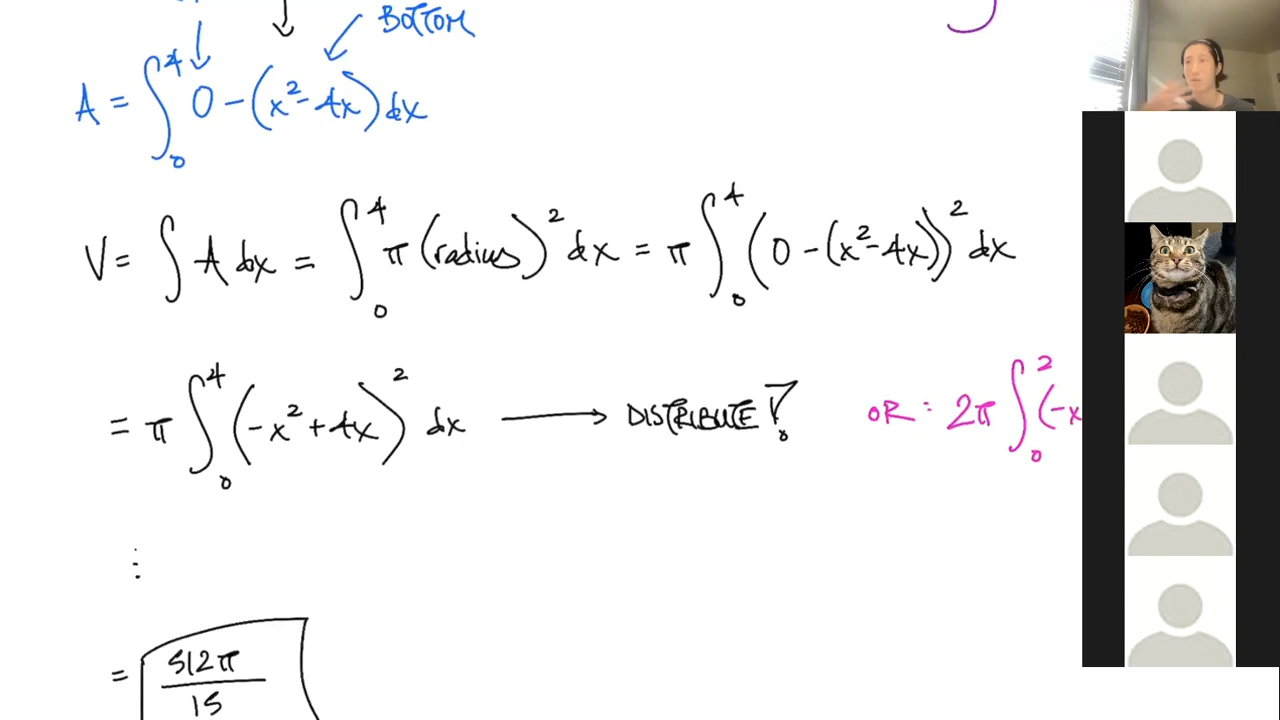 BOTTOM
A = ∫₀⁴ 0 - (x² - 4x) dx
V = ∫ A dx = ∫₀⁴ π (radius)² dx = π ∫₀⁴ (0 - (x² - 4x))² dx
= π ∫₀⁴ (-x² + 4x)² dx → DISTRIBUTE! OR: 2π ∫₀² (-x
⋮
= 512π/15